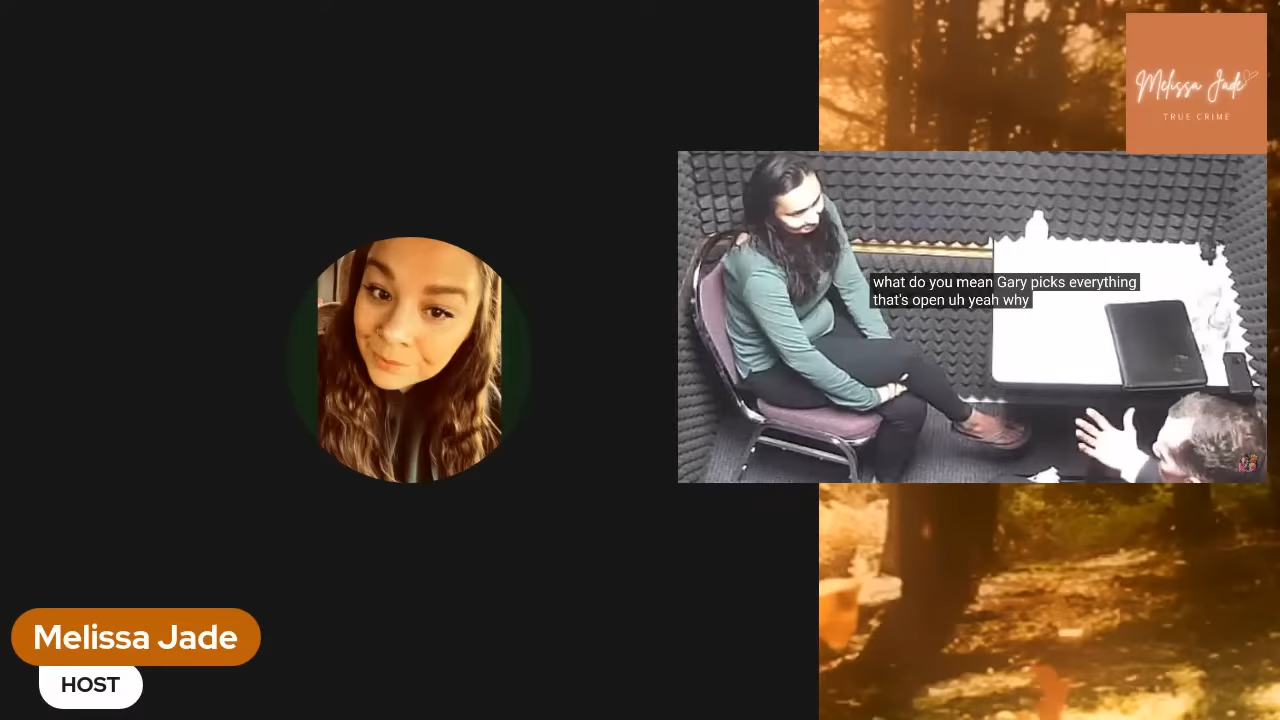 Melissa Jade
TRUE CRIME
what do you mean Gary picks everything
that's open uh yeah why
Melissa Jade
HOST